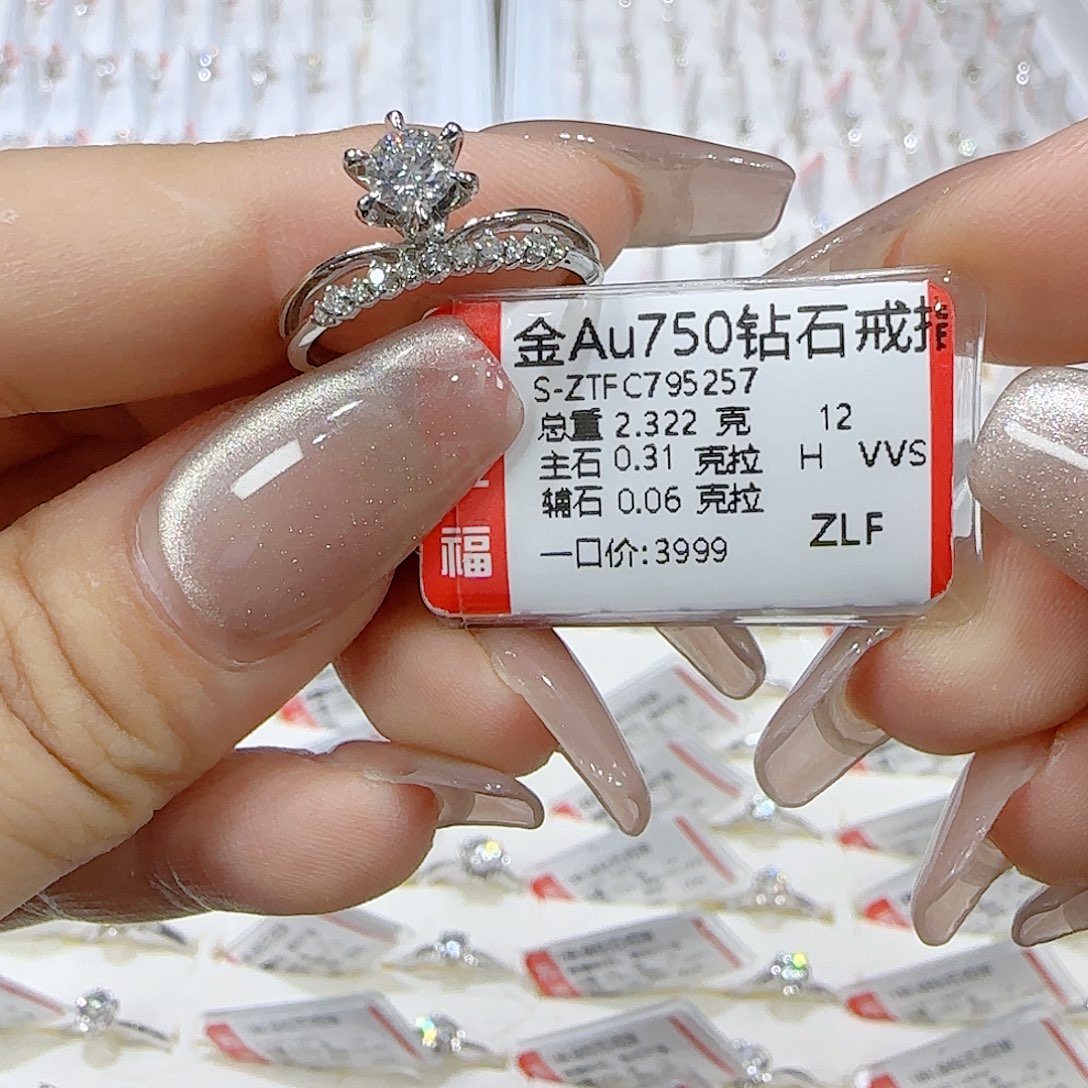 金Au750钻石戒指
S-ZTFC795257
总重 2.322 克 12
主石 0.31 克拉 H VVS
辅石 0.06 克拉
一口价:3999 ZLF
福